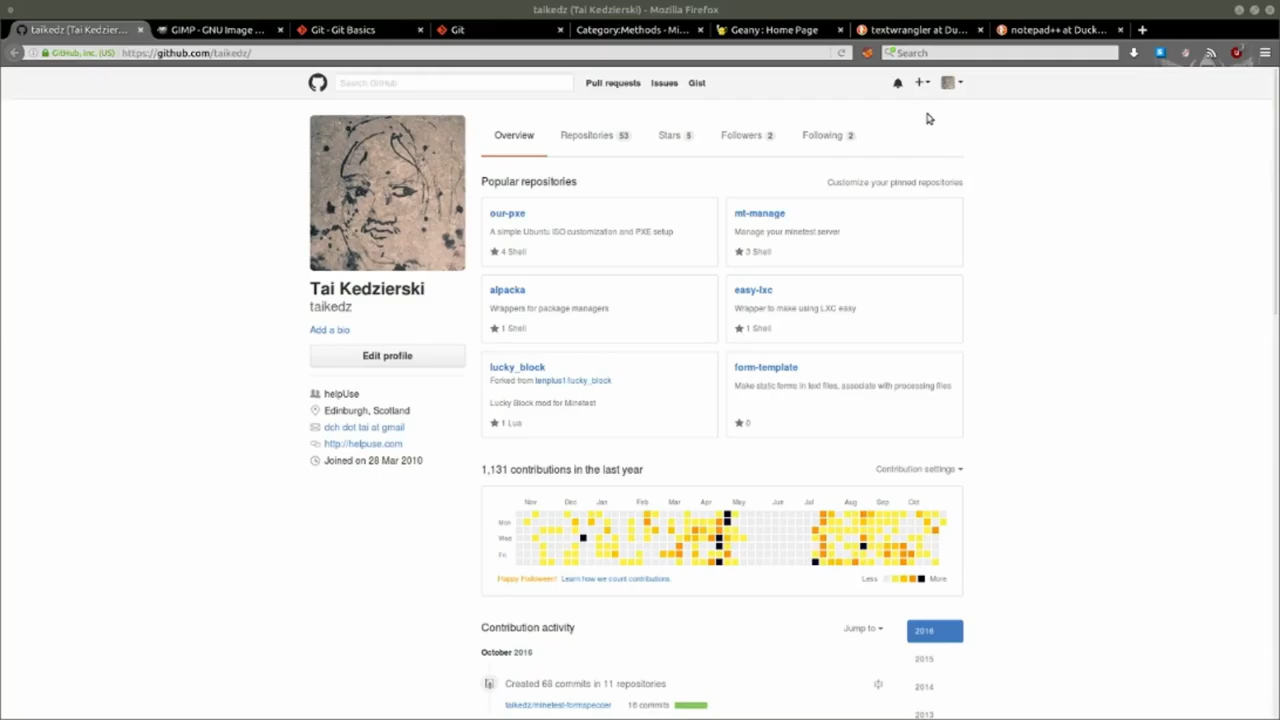 taikedz (Tai Kedzierski) - Mozilla Firefox
taikedz (Tai Kedzier... × GIMP - GNU Image ... × Git - Git Basics × Git × Category:Methods - Mi... × Geany : Home Page × textwrangler at Du... × notepad++ at Duck... ×
GitHub, Inc. (US) https://github.com/taikedz/ Search
Search GitHub Pull requests Issues Gist
Overview Repositories 53 Stars 5 Followers 2 Following 2
Popular repositories Customize your pinned repositories
our-pxe
A simple Ubuntu ISO customization and PXE setup
4 Shell
mt-manage
Manage your minetest server
3 Shell
alpacka
Wrappers for package managers
1 Shell
easy-lxc
Wrapper to make using LXC easy
1 Shell
lucky_block
Forked from tenplus1/lucky_block
Lucky Block mod for Minetest
1 Lua
form-template
Make static forms in text files, associate with processing files
0
Tai Kedzierski
taikedz
Add a bio
Edit profile
helpUse
Edinburgh, Scotland
dch dot tai at gmail
http://helpuse.com
Joined on 28 Mar 2010
1,131 contributions in the last year Contribution settings
Nov Dec Jan Feb Mar Apr May Jun Jul Aug Sep Oct
Mon
Wed
Fri
Happy Halloween! Learn how we count contributions. Less More
Contribution activity Jump to 2016
October 2016
2015
Created 68 commits in 11 repositories
2014
taikedz/minetest-formspeccer 16 commits
2013